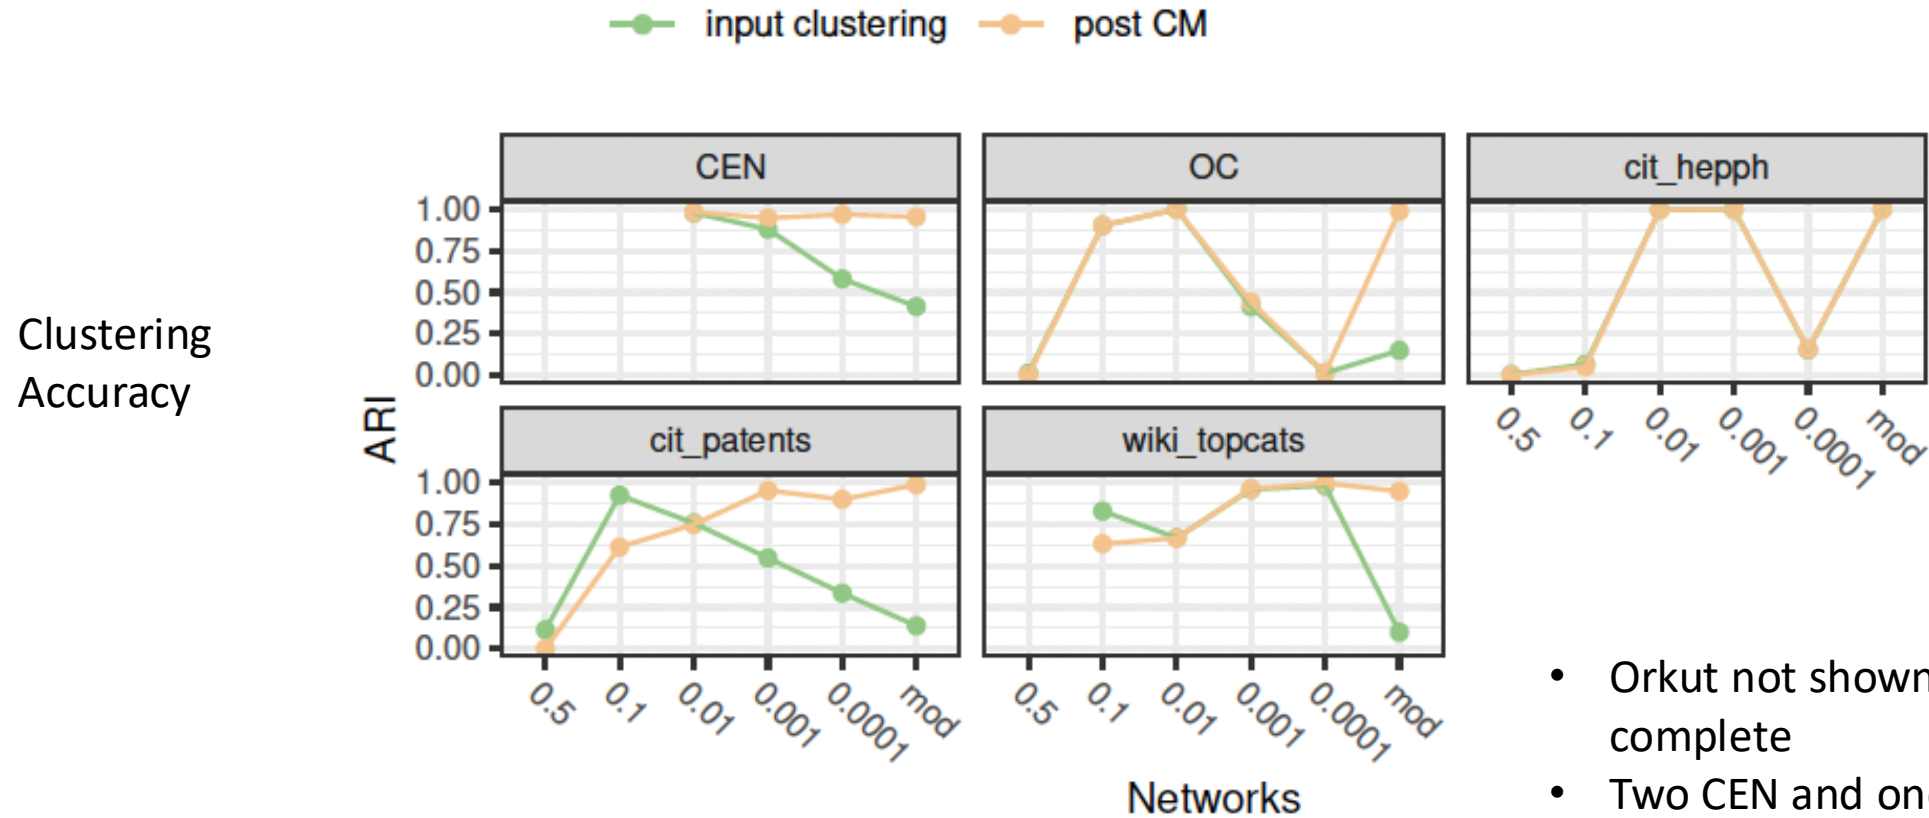 input clustering post CM
Clustering
Accuracy
ARI
CEN
1.00
0.75
0.50
0.25
0.00
OC
cit_hepph
0.5 0.1 0.01 0.001 0.0001 mod
cit_patents
1.00
0.75
0.50
0.25
0.00
0.5 0.1 0.01 0.001 0.0001 mod
wiki_topcats
0.5 0.1 0.01 0.001 0.0001 mod
Networks
• Orkut not shown
complete
• Two CEN and on